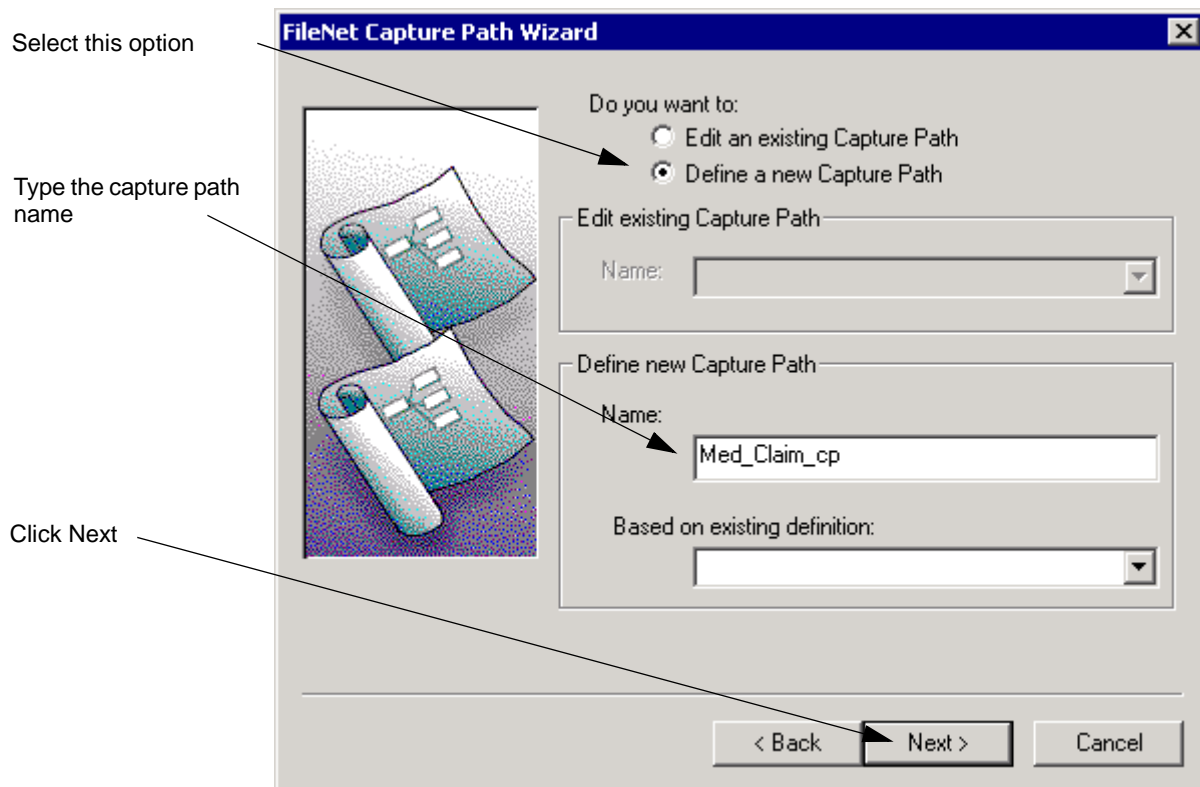 FileNet Capture Path Wizard
Select this option
Do you want to:
Edit an existing Capture Path
Define a new Capture Path
Type the capture path
name
Edit existing Capture Path
Name:
Define new Capture Path
Name:
Med_Claim_cp
Click Next
Based on existing definition:
< Back
Next >
Cancel